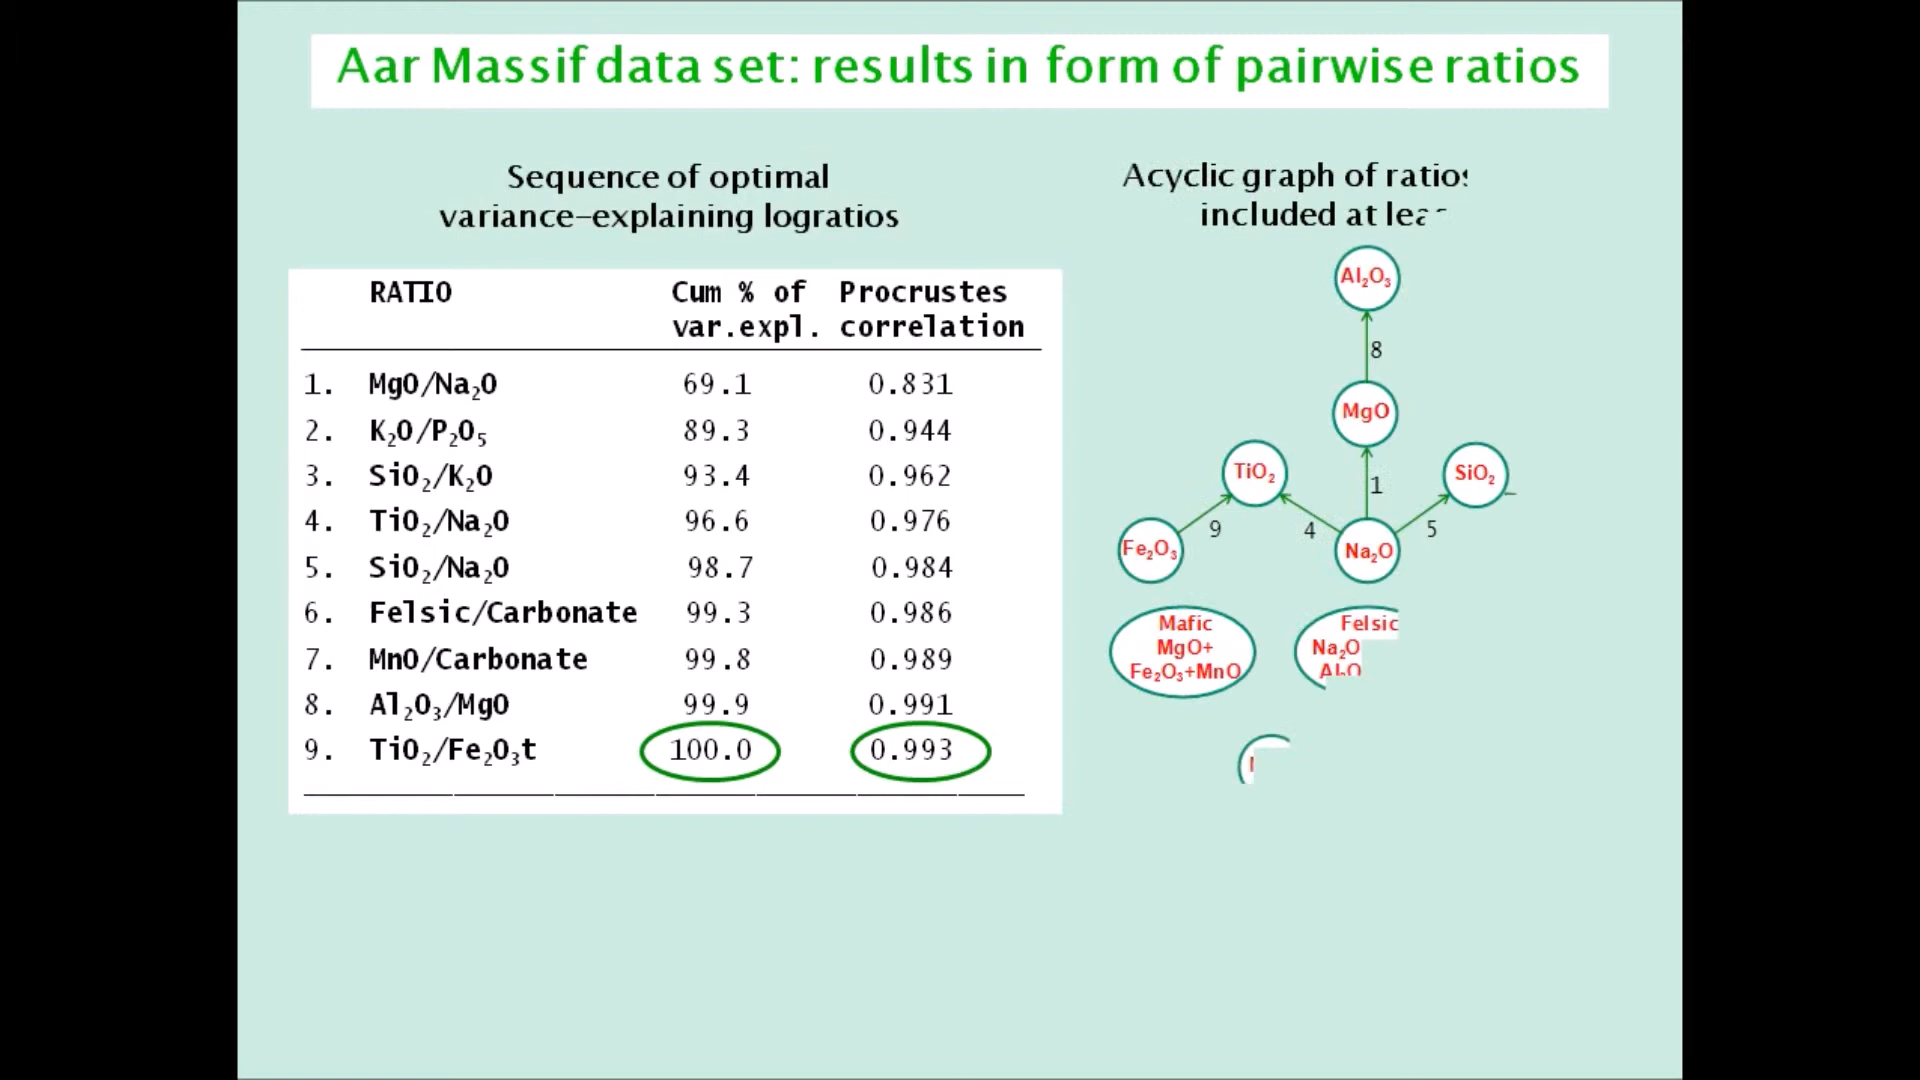 Aar Massif data set: results in form of pairwise ratios
Sequence of optimal
variance-explaining logratios
RATIO Cum % of Procrustes
var.expl. correlation
1. MgO/Na₂O 69.1 0.831
2. K₂O/P₂O₅ 89.3 0.944
3. SiO₂/K₂O 93.4 0.962
4. TiO₂/Na₂O 96.6 0.976
5. SiO₂/Na₂O 98.7 0.984
6. Felsic/Carbonate 99.3 0.986
7. MnO/Carbonate 99.8 0.989
8. Al₂O₃/MgO 99.9 0.991
9. TiO₂/Fe₂O₃t 100.0 0.993
Acyclic graph of
included at
Al₂O₃
8
MgO
TiO₂
SiO₂
1
9
4
5
Fe₂O₃
Na₂O
Mafic
MgO+
Fe₂O₃+MnO
Felsic
Na₂O